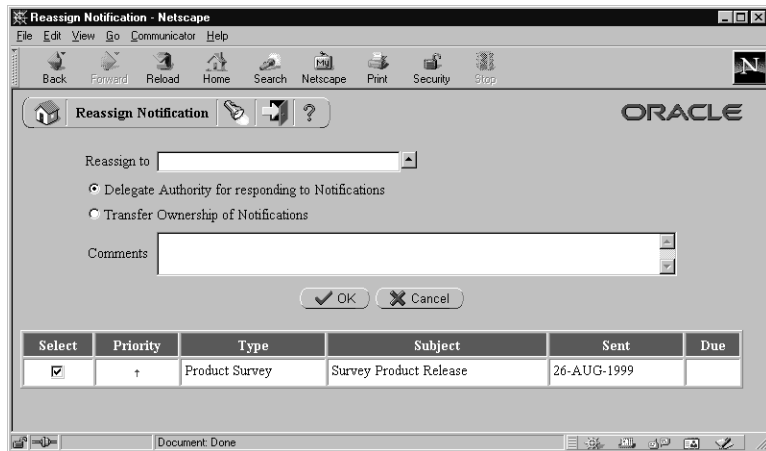 Reassign Notification - Netscape
File Edit View Go Communicator Help
Back Forward Reload Home Search Netscape Print Security Stop
My
N
Reassign Notification ? ORACLE
Reassign to
Delegate Authority for responding to Notifications
Transfer Ownership of Notifications
Comments
OK Cancel
Select Priority Type Subject Sent Due
↑ Product Survey Survey Product Release 26-AUG-1999
Document: Done